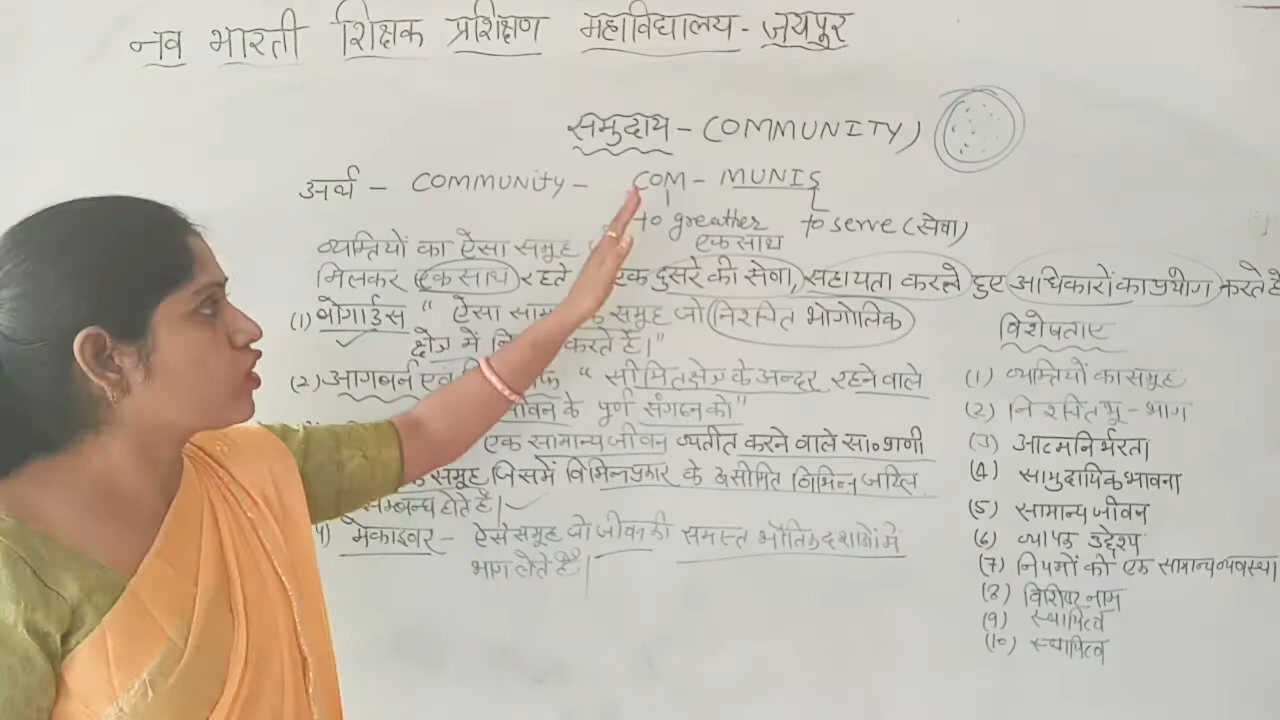 नव भारती शिक्षक प्रशिक्षण महाविद्यालय - जयपुर
समुदाय - (COMMUNITY)
अर्थ - COMMUNITY - COM - MUNIS
to greather to serve (सेवा)
एक साथ
व्यक्तियों का ऐसा समूह
मिलकर एक साथ रहते एक दुसरे की सेवा, सहायता करते हुए अधिकारों का प्रयोग करते है
(1) बोगार्डस " ऐसा समूह जो निश्चित भोगोलिक
क्षेत्र में करते हैं।"
(2) आगबर्न एवं " सीमित क्षेत्र के अन्दर रहने वाले
जीवन के पूर्ण संगठन को"
एक सामान्य जीवन व्यतीत करने वाले सा० प्राणी
समूह जिसमें विभिन्न प्रकार के असीमित विभिन्न जटिल
सम्बन्ध होते हैं।
4) मेकाइवर - ऐसे समूह जो जीवन की समस्त भौतिक दशाओं में
भाग लेते हैं।
विशेषताए
(1) व्यक्तियों का समूह
(2) निश्चित भू - भाग
(3) आत्मनिर्भरता
(4) सामुदायिक भावना
(5) सामान्य जीवन
(6) व्यापक उद्देश्य
(7) नियमों की एक सामान्य व्यवस्था
(8) विशिष्ट नाम
(9) स्थायित्व
(10) स्थायित्व